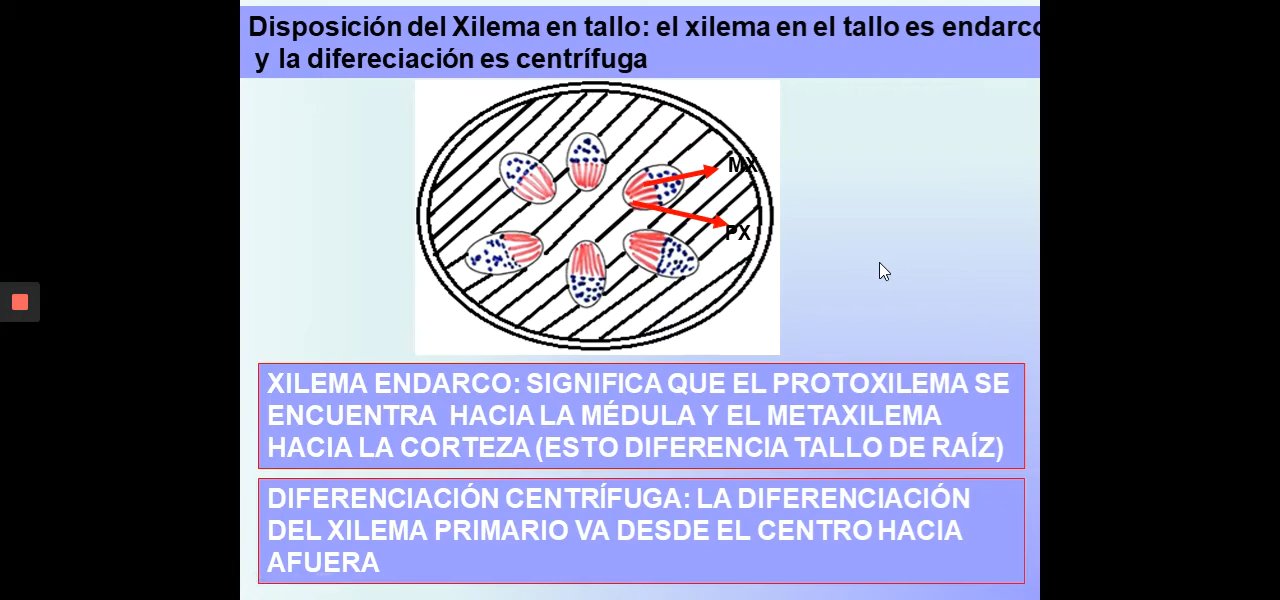 Disposición del Xilema en tallo: el xilema en el tallo es endarco
y la difereciación es centrífuga
MX
PX
XILEMA ENDARCO: SIGNIFICA QUE EL PROTOXILEMA SE
ENCUENTRA HACIA LA MÉDULA Y EL METAXILEMA
HACIA LA CORTEZA (ESTO DIFERENCIA TALLO DE RAÍZ)
DIFERENCIACIÓN CENTRÍFUGA: LA DIFERENCIACIÓN
DEL XILEMA PRIMARIO VA DESDE EL CENTRO HACIA
AFUERA